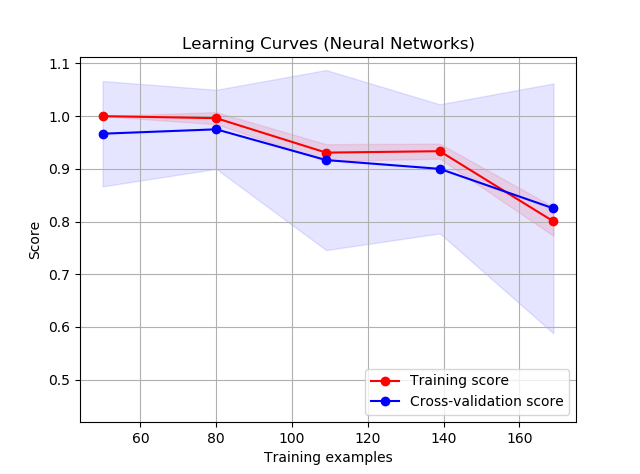 Learning Curves (Neural Networks)
1.1
1.0
0.9
0.8
0.7
0.6
0.5
Score
60 80 100 120 140 160
Training examples
Training score
Cross-validation score